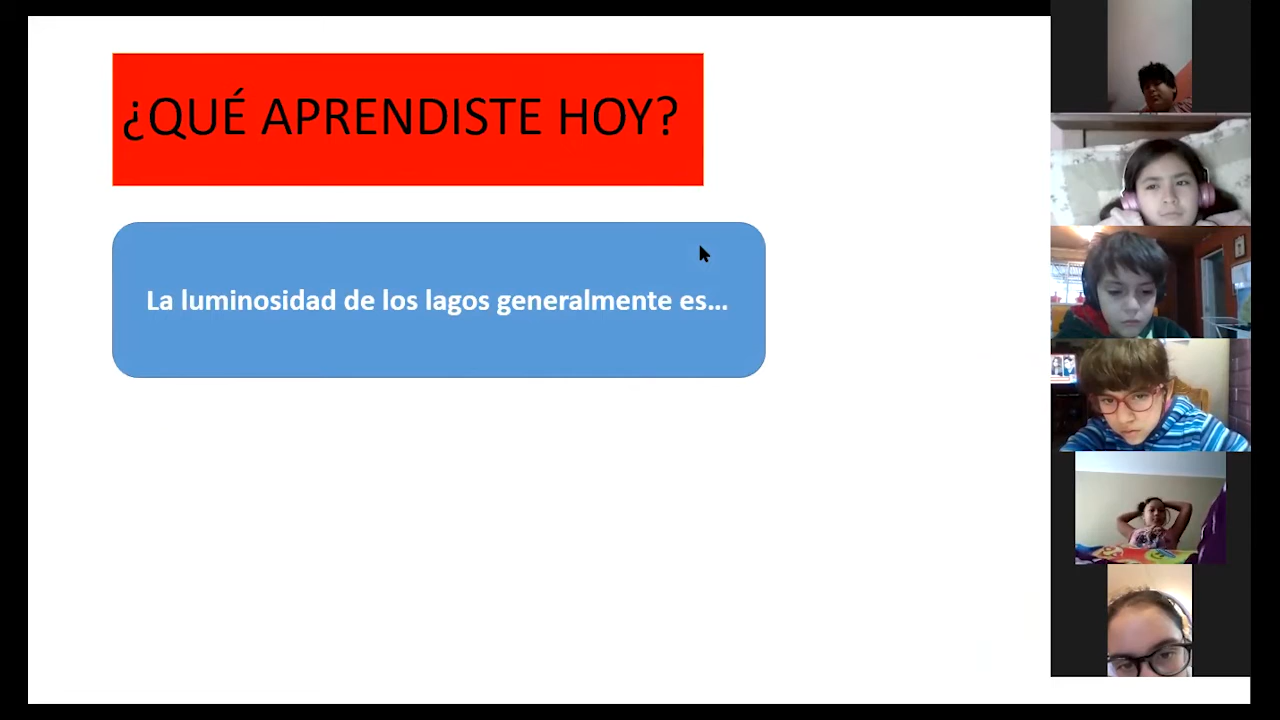 ¿QUÉ APRENDISTE HOY?
La luminosidad de los lagos generalmente es...